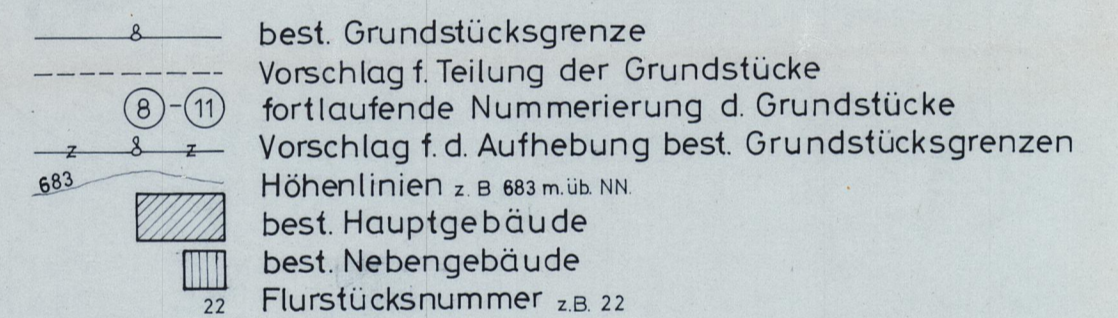 8 best. Grundstücksgrenze
Vorschlag f. Teilung der Grundstücke
8 - 11 fortlaufende Nummerierung d. Grundstücke
z 8 z Vorschlag f. d. Aufhebung best. Grundstücksgrenzen
683 Höhenlinien z. B 683 m. üb. NN.
best. Hauptgebäude
best. Nebengebäude
22 Flurstücksnummer z.B. 22